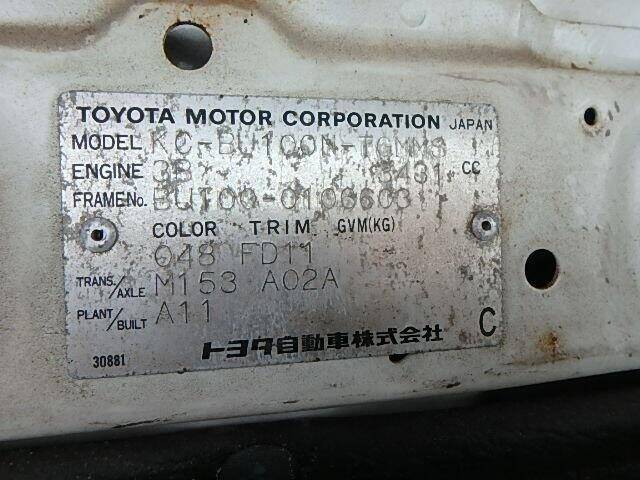 TOYOTA MOTOR CORPORATION JAPAN
MODEL KC-BU100N-TGMMS
ENGINE 3B 3431 CC
FRAME No. BU100-0106603
COLOR TRIM GVM(KG)
048 FD11
TRANS./AXLE M153 A02A
PLANT/BUILT A11
トヨタ自動車株式会社 C
30881